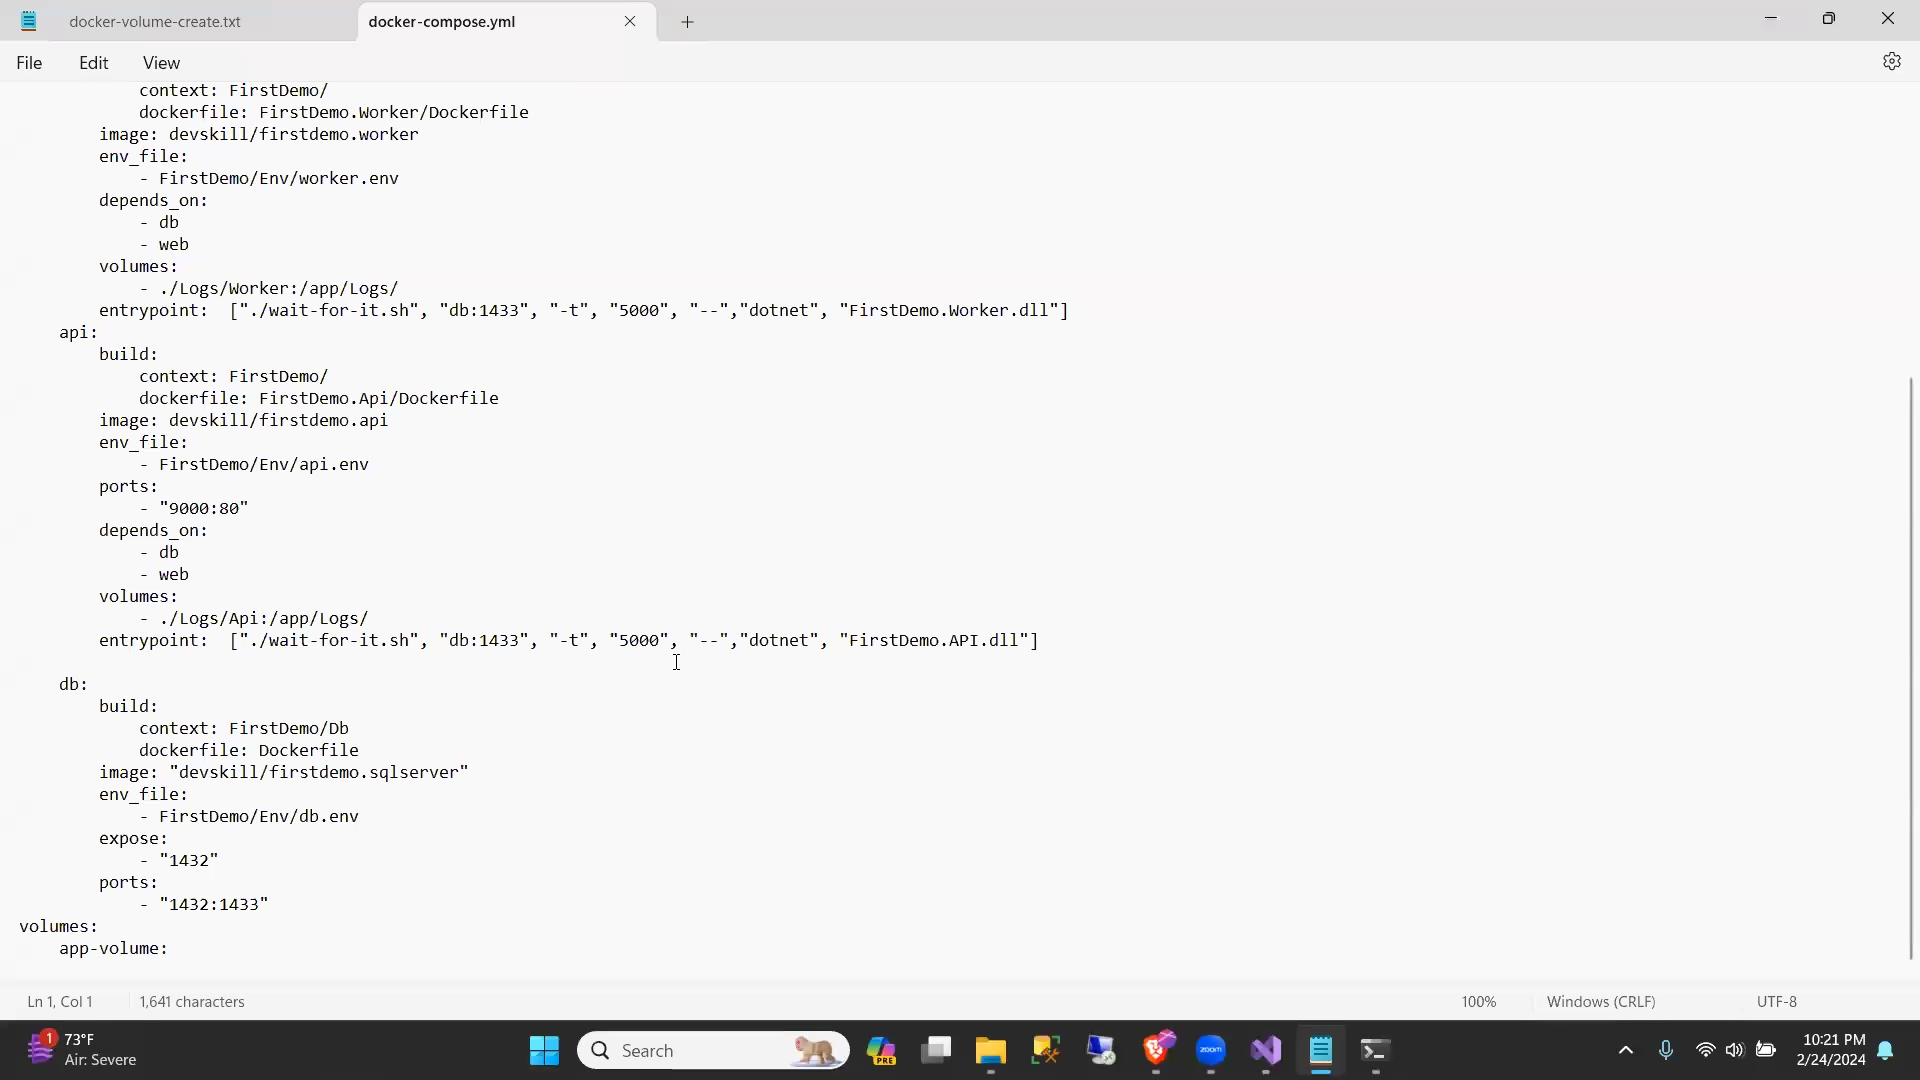 docker-volume-create.txt
docker-compose.yml
File Edit View
context: FirstDemo/
dockerfile: FirstDemo.Worker/Dockerfile
image: devskill/firstdemo.worker
env_file:
- FirstDemo/Env/worker.env
depends_on:
- db
- web
volumes:
- ./Logs/Worker:/app/Logs/
entrypoint:  ["./wait-for-it.sh", "db:1433", "-t", "5000", "--","dotnet", "FirstDemo.Worker.dll"]
api:
build:
context: FirstDemo/
dockerfile: FirstDemo.Api/Dockerfile
image: devskill/firstdemo.api
env_file:
- FirstDemo/Env/api.env
ports:
- "9000:80"
depends_on:
- db
- web
volumes:
- ./Logs/Api:/app/Logs/
entrypoint:  ["./wait-for-it.sh", "db:1433", "-t", "5000", "--","dotnet", "FirstDemo.API.dll"]
db:
build:
context: FirstDemo/Db
dockerfile: Dockerfile
image: "devskill/firstdemo.sqlserver"
env_file:
- FirstDemo/Env/db.env
expose:
- "1432"
ports:
- "1432:1433"
volumes:
app-volume:
Ln 1, Col 1
1,641 characters
100%
Windows (CRLF)
UTF-8
1
73°F
Air: Severe
Search
PRE
zoom
10:21 PM
2/24/2024